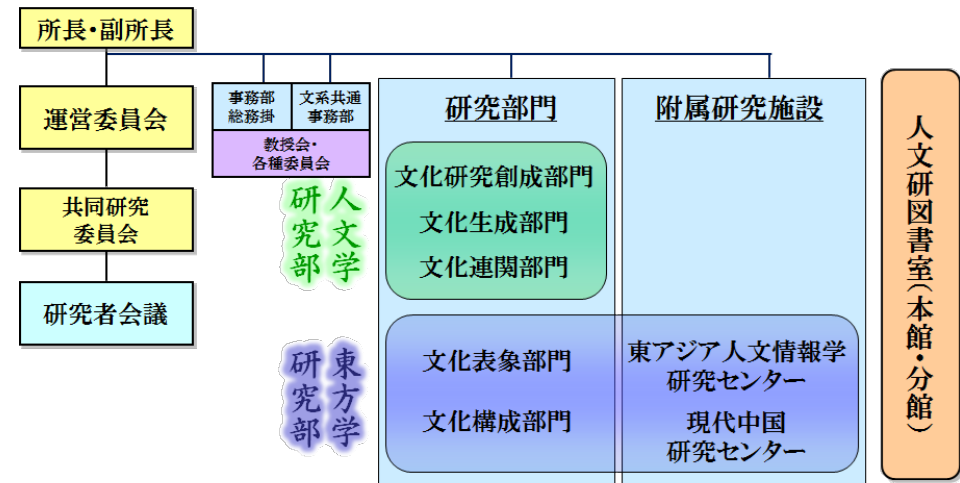 所長・副所長
運営委員会
共同研究
委員会
研究者会議
事務部
総務掛
文系共通
事務部
教授会・
各種委員会
人文学
研究部
東方学
研究部
研究部門
文化研究創成部門
文化生成部門
文化連関部門
文化表象部門
文化構成部門
附属研究施設
東アジア人文情報学
研究センター
現代中国
研究センター
人文研図書室(本館・分館)